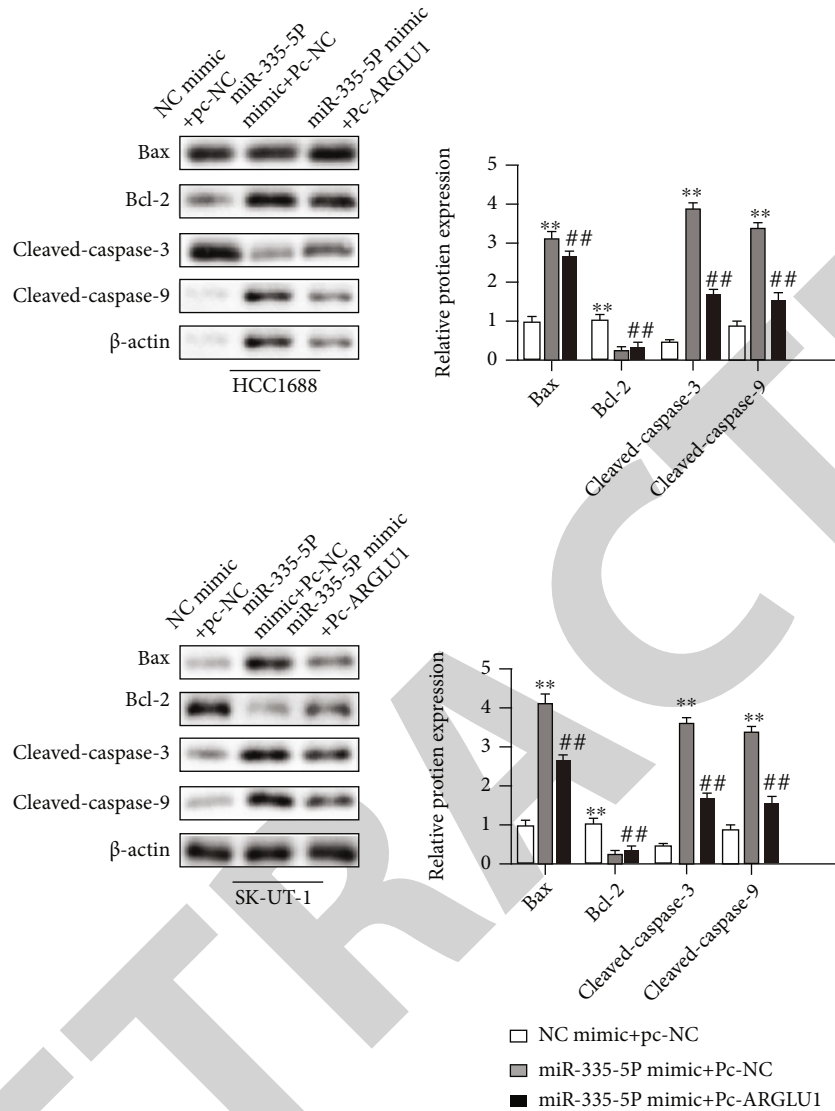 NC mimic
+pc-NC
miR-335-5P
mimic+Pc-NC
miR-335-5P mimic
+Pc-ARGLU1
Bax
Bcl-2
Cleaved-caspase-3
Cleaved-caspase-9
β-actin
HCC1688
Relative protien expression
5
4
3
2
1
0
**
##
**
##
**
##
**
##
Bax
Bcl-2
Cleaved-caspase-3
Cleaved-caspase-9
NC mimic
+pc-NC
miR-335-5P
mimic+Pc-NC
miR-335-5P mimic
+Pc-ARGLU1
Bax
Bcl-2
Cleaved-caspase-3
Cleaved-caspase-9
β-actin
SK-UT-1
Relative protien expression
5
4
3
2
1
0
**
##
**
##
**
##
**
##
Bax
Bcl-2
Cleaved-caspase-3
Cleaved-caspase-9
NC mimic+pc-NC
miR-335-5P mimic+Pc-NC
miR-335-5P mimic+Pc-ARGLU1
TRACT